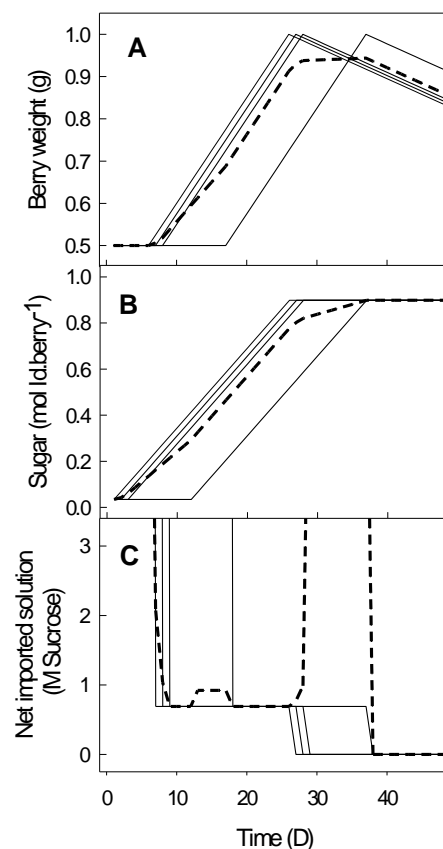 A
1.0
0.9
0.8
0.7
0.6
0.5
Berry weight (g)
B
1.0
0.8
0.6
0.4
0.2
0.0
Sugar (mol Id.berry⁻¹)
C
3
2
1
0
Net imported solution
(M Sucrose)
0 10 20 30 40
Time (D)